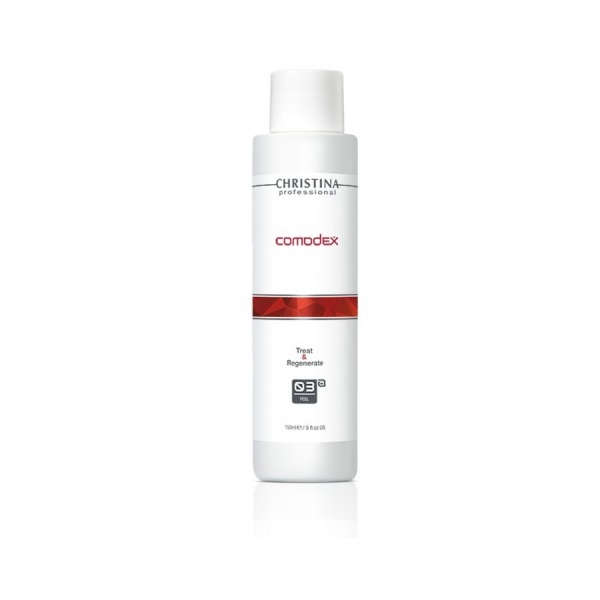 CHRISTINA
professional
comodex
Treat
&
Regenerate
03
PEEL
150ml e / 5 fl oz US